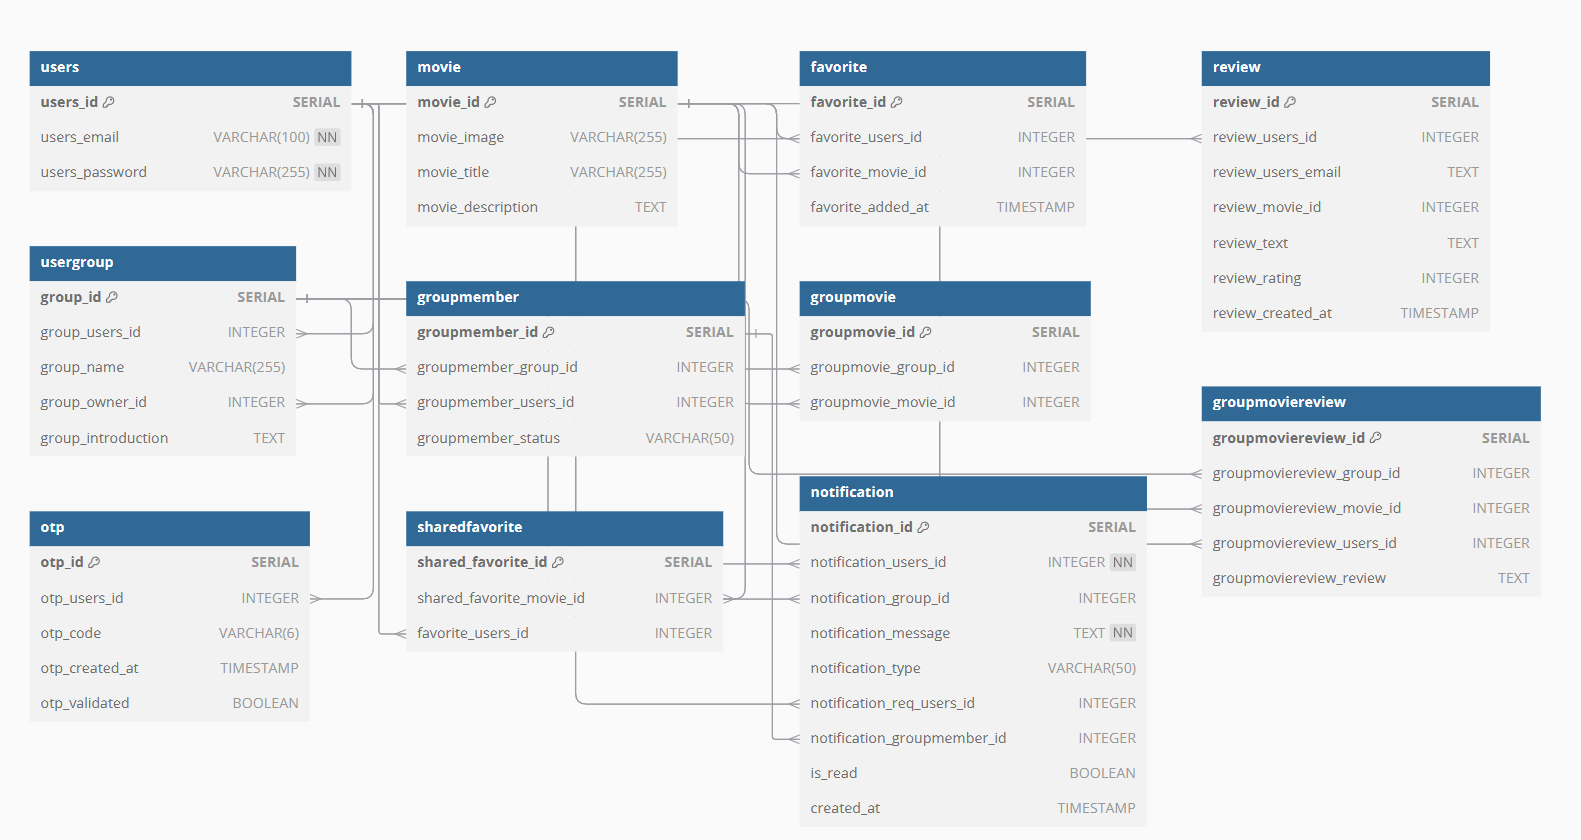 users
users_id SERIAL
users_email VARCHAR(100) NN
users_password VARCHAR(255) NN
movie
movie_id SERIAL
movie_image VARCHAR(255)
movie_title VARCHAR(255)
movie_description TEXT
favorite
favorite_id SERIAL
favorite_users_id INTEGER
favorite_movie_id INTEGER
favorite_added_at TIMESTAMP
review
review_id SERIAL
review_users_id INTEGER
review_users_email TEXT
review_movie_id INTEGER
review_text TEXT
review_rating INTEGER
review_created_at TIMESTAMP
usergroup
group_id SERIAL
group_users_id INTEGER
group_name VARCHAR(255)
group_owner_id INTEGER
group_introduction TEXT
groupmember
groupmember_id SERIAL
groupmember_group_id INTEGER
groupmember_users_id INTEGER
groupmember_status VARCHAR(50)
groupmovie
groupmovie_id SERIAL
groupmovie_group_id INTEGER
groupmovie_movie_id INTEGER
groupmoviereview
groupmoviereview_id SERIAL
groupmoviereview_group_id INTEGER
groupmoviereview_movie_id INTEGER
groupmoviereview_users_id INTEGER
groupmoviereview_review TEXT
otp
otp_id SERIAL
otp_users_id INTEGER
otp_code VARCHAR(6)
otp_created_at TIMESTAMP
otp_validated BOOLEAN
sharedfavorite
shared_favorite_id SERIAL
shared_favorite_movie_id INTEGER
favorite_users_id INTEGER
notification
notification_id SERIAL
notification_users_id INTEGER NN
notification_group_id INTEGER
notification_message TEXT NN
notification_type VARCHAR(50)
notification_req_users_id INTEGER
notification_groupmember_id INTEGER
is_read BOOLEAN
created_at TIMESTAMP